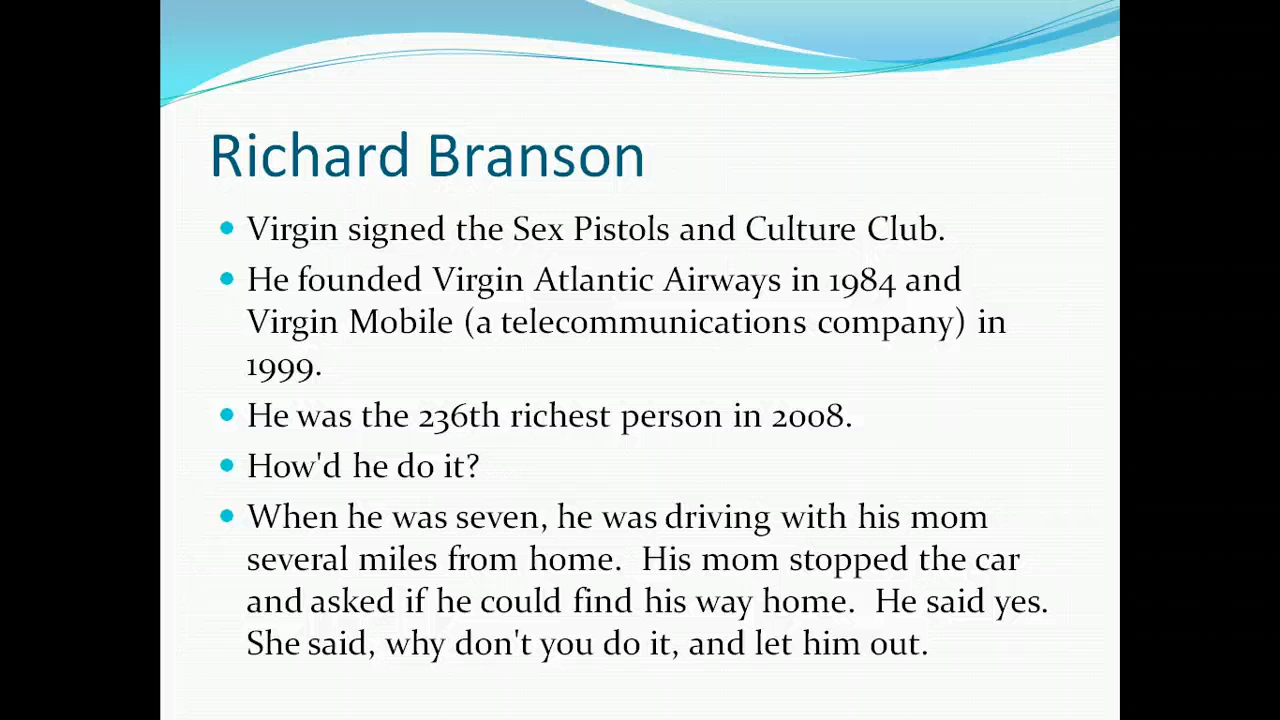 Richard Branson
• Virgin signed the Sex Pistols and Culture Club.
• He founded Virgin Atlantic Airways in 1984 and
Virgin Mobile (a telecommunications company) in
1999.
• He was the 236th richest person in 2008.
• How'd he do it?
• When he was seven, he was driving with his mom
several miles from home.  His mom stopped the car
and asked if he could find his way home.  He said yes.
She said, why don't you do it, and let him out.